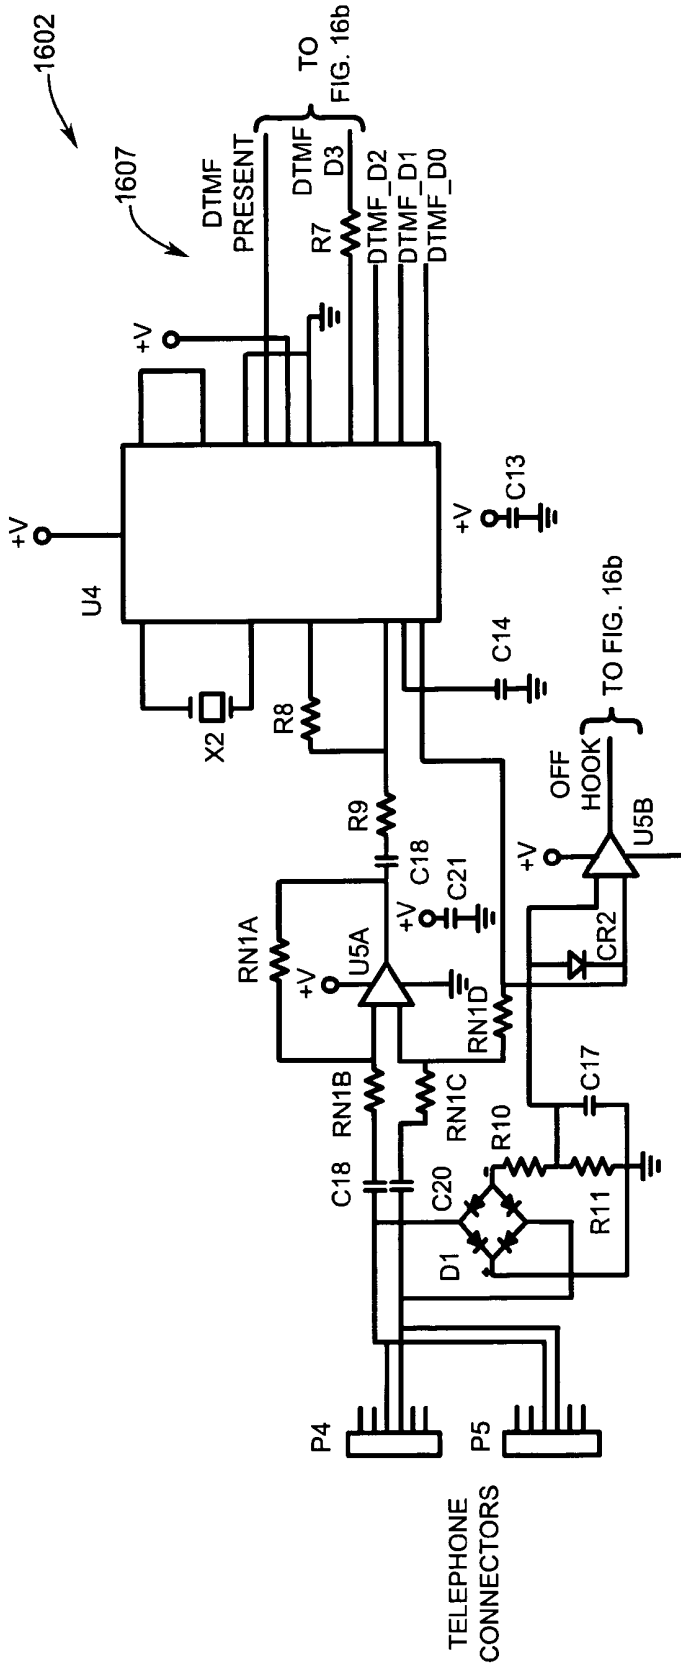 1602
1607
DTMF
PRESENT
DTMF
D3
TO
FIG. 16b
R7
DTMF_D2
DTMF_D1
DTMF_D0
+V
+V
U4
X2
R8
+V
C13
C14
R9
C18
RN1A
+V
U5A
+V
C21
RN1B
RN1C
RN1D
C18
C20
D1
R10
R11
C17
CR2
+V
OFF
HOOK
U5B
TO FIG. 16b
P4
P5
TELEPHONE
CONNECTORS